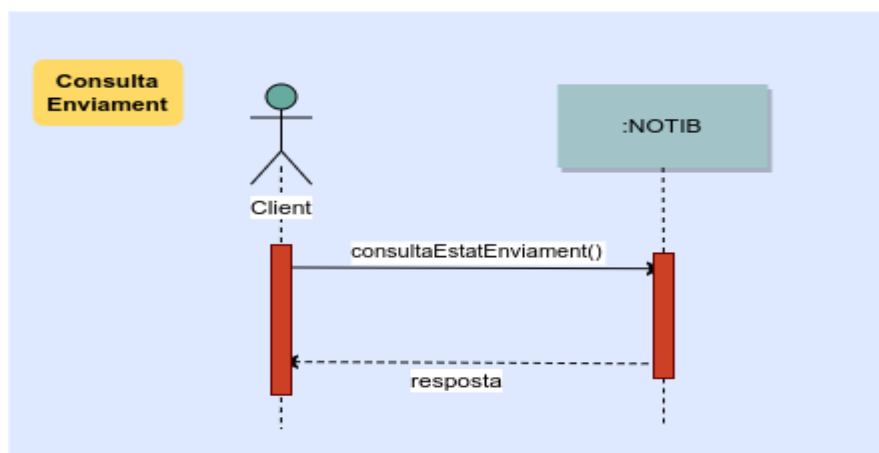 Consulta
Enviament
:NOTIB
Client
consultaEstatEnviament()
resposta